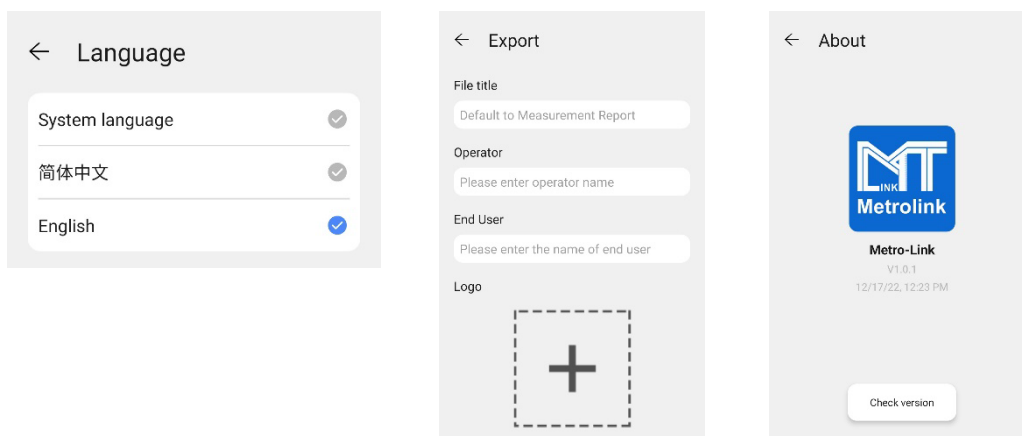 Language
System language
简体中文
English
Export
File title
Default to Measurement Report
Operator
Please enter operator name
End User
Please enter the name of end user
Logo
About
MT
LINK
Metrolink
Metro-Link
V1.0.1
12/17/22, 12:23 PM
Check version